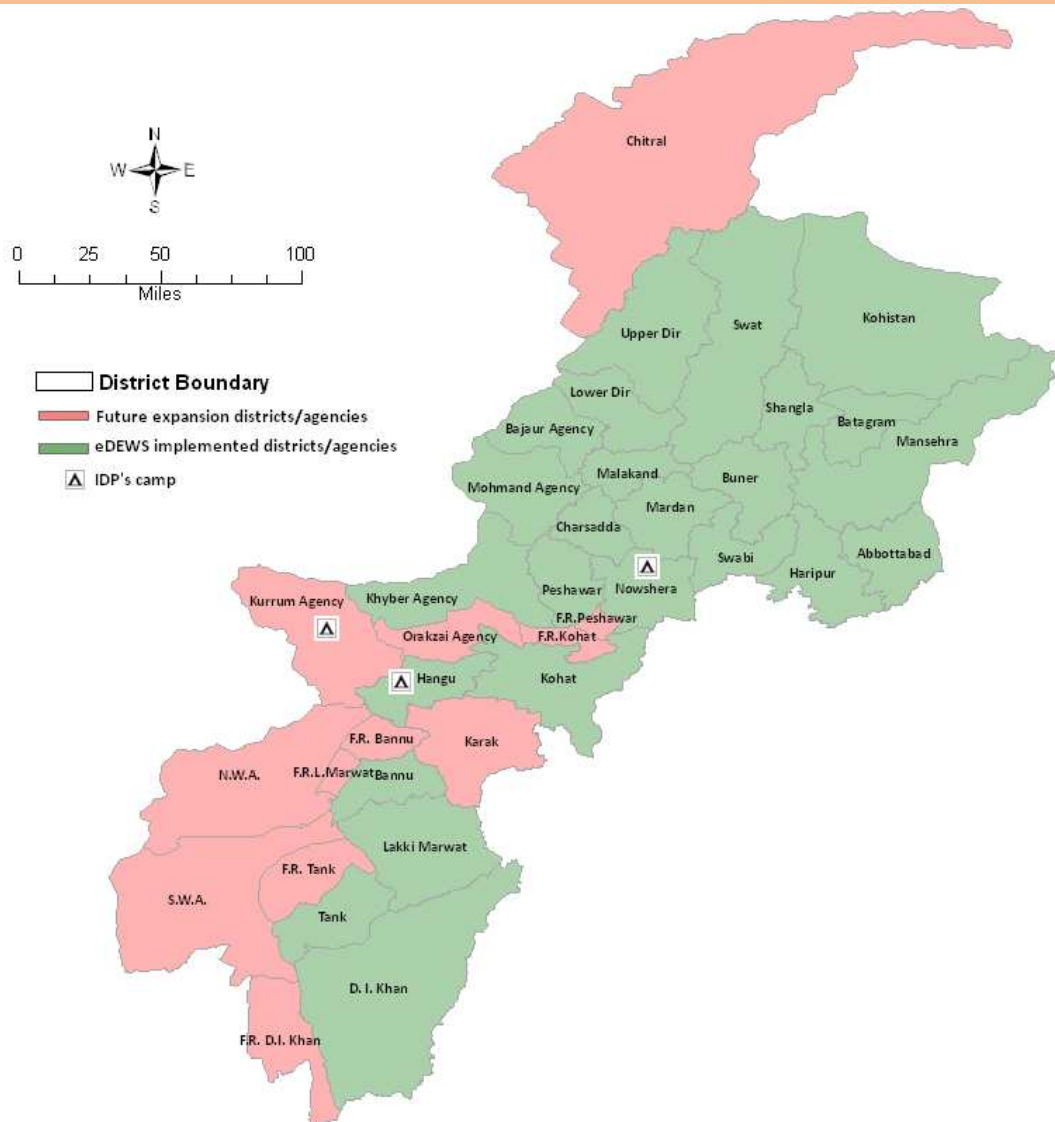 Chitral
N
W E
S
0 25 50 100
Miles
Upper Dir
Swat
Kohistan
District Boundary
Future expansion districts/agencies
eDEWS implemented districts/agencies
IDP's camp
Lower Dir
Shangla
Batagram
Mansehra
Bajaur Agency
Malakand
Buner
Mohmand Agency
Mardan
Charsadda
Swabi
Abbottabad
Haripur
Peshawar
Nowshera
Kurrum Agency
Khyber Agency
F.R.Peshawar
Orakzai Agency
F.R.Kohat
Hangu
Kohat
F.R. Bannu
Karak
N.W.A.
F.R.L.Marwat
Bannu
Lakki Marwat
F.R. Tank
S.W.A.
Tank
D. I. Khan
F.R. D.I. Khan